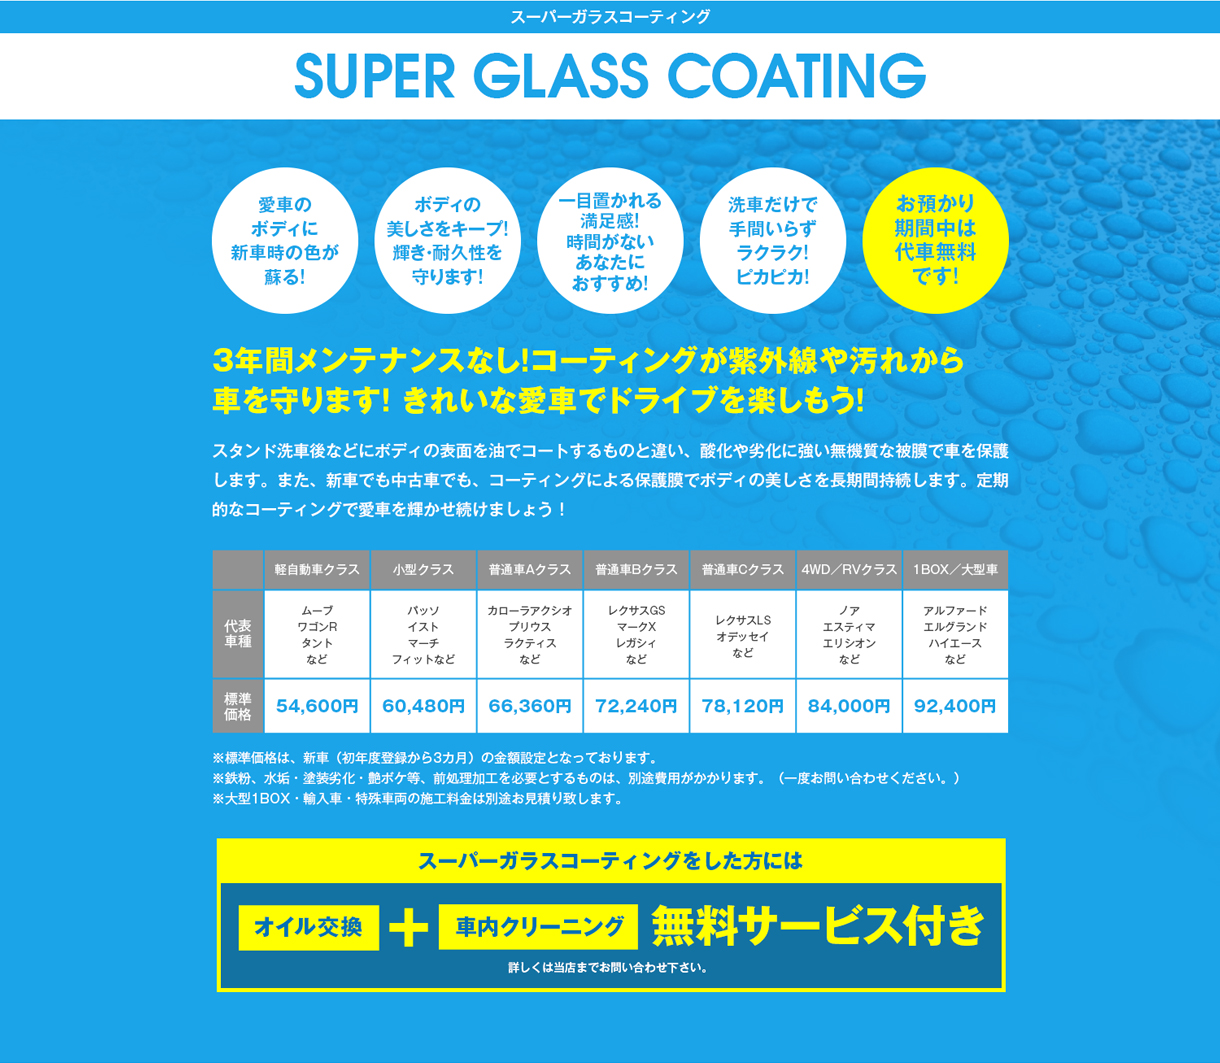 スーパーガラスコーティング
SUPER GLASS COATING
愛車の
ボディに
新車時の色が
蘇る!
ボディの
美しさをキープ!
輝き・耐久性を
守ります!
一目置かれる
満足感!
時間がない
あなたに
おすすめ!
洗車だけで
手間いらず
ラクラク!
ピカピカ!
お預かり
期間中は
代車無料
です!
3年間メンテナンスなし!コーティングが紫外線や汚れから
車を守ります! きれいな愛車でドライブを楽しもう!
スタンド洗車後などにボディの表面を油でコートするものと違い、酸化や劣化に強い無機質な被膜で車を保護
します。また、新車でも中古車でも、コーティングによる保護膜でボディの美しさを長期間持続します。定期
的なコーティングで愛車を輝かせ続けましょう！
軽自動車クラス 小型クラス 普通車Aクラス 普通車Bクラス 普通車Cクラス 4WD／RVクラス 1BOX／大型車
代表
車種
ムーブ
ワゴンR
タント
など
パッソ
イスト
マーチ
フィットなど
カローラアクシオ
プリウス
ラクティス
など
レクサスGS
マークX
レガシィ
など
レクサスLS
オデッセイ
など
ノア
エスティマ
エリシオン
など
アルファード
エルグランド
ハイエース
など
標準
価格
54,600円 60,480円 66,360円 72,240円 78,120円 84,000円 92,400円
※標準価格は、新車（初年度登録から3カ月）の金額設定となっております。
※鉄粉、水垢・塗装劣化・艶ボケ等、前処理加工を必要とするものは、別途費用がかかります。（一度お問い合わせください。）
※大型1BOX・輸入車・特殊車両の施工料金は別途お見積り致します。
スーパーガラスコーティングをした方には
オイル交換 + 車内クリーニング 無料サービス付き
詳しくは当店までお問い合わせ下さい。